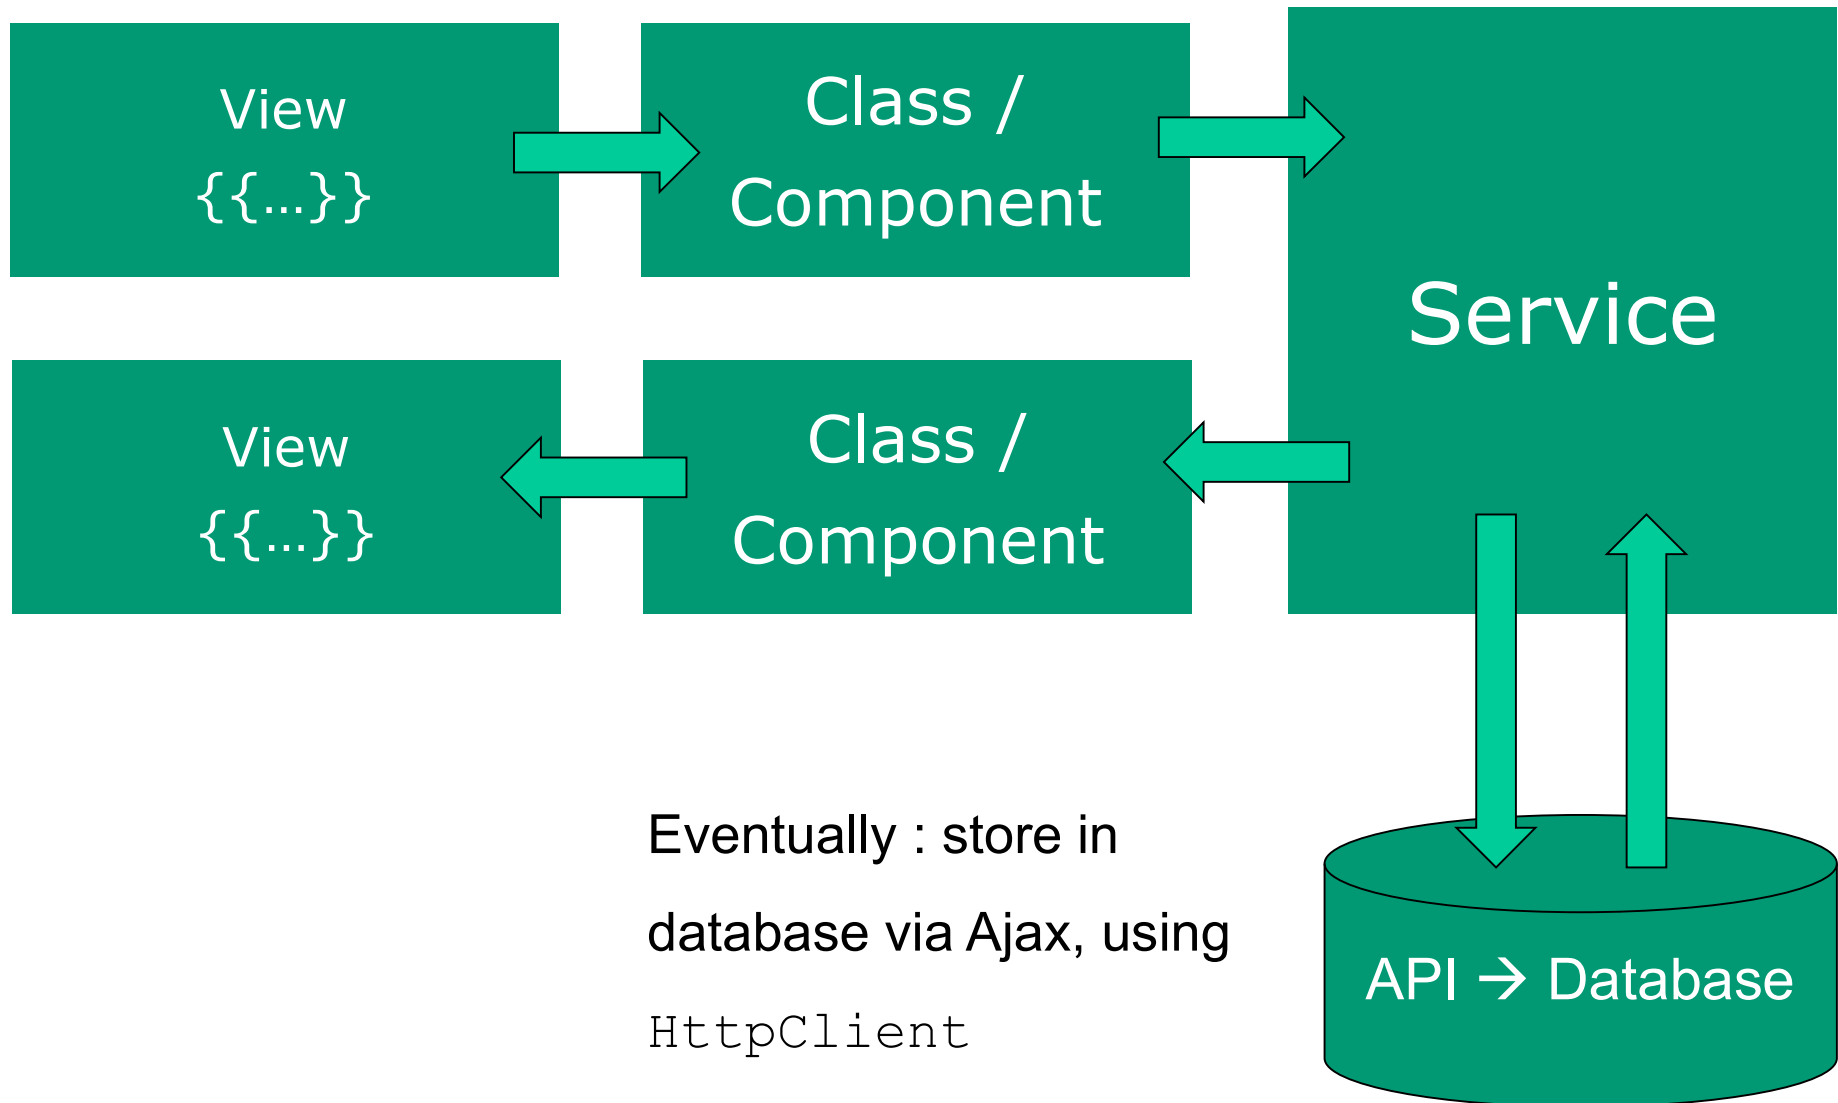 View
{{…}}
Class /
Component
Service
View
{{…}}
Class /
Component
Eventually : store in
database via Ajax, using
HttpClient
API → Database